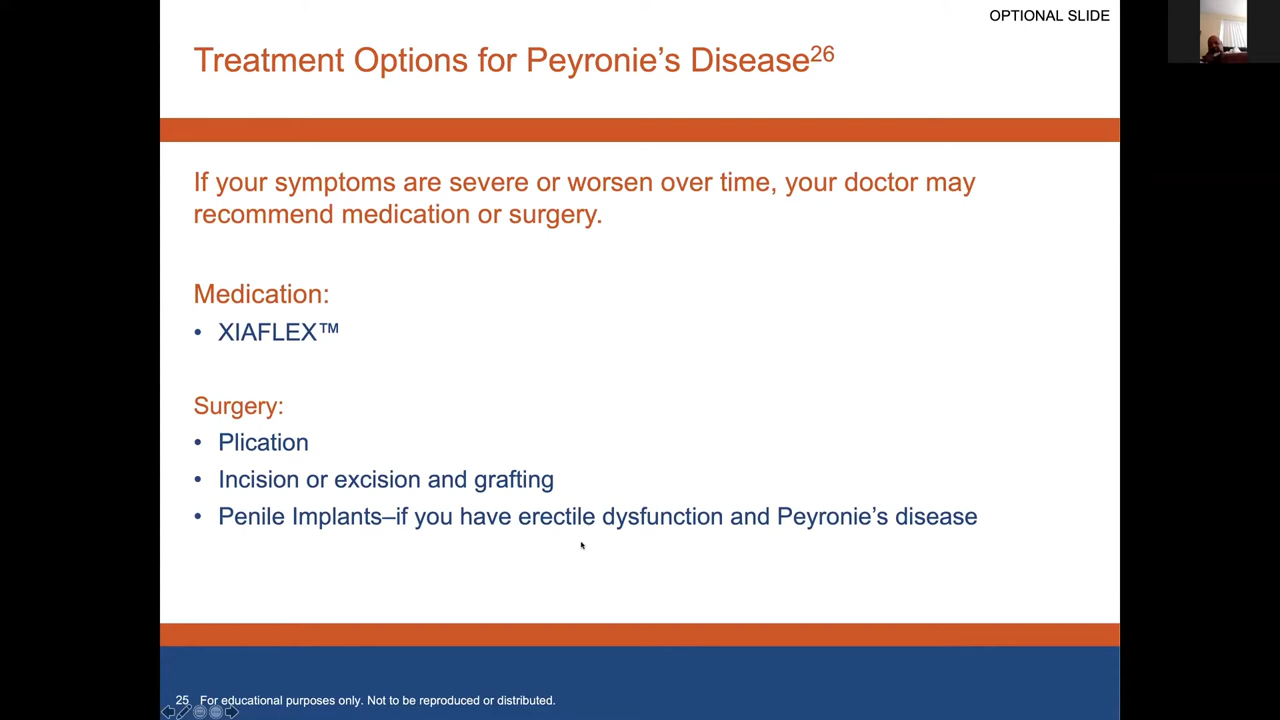 OPTIONAL SLIDE
Treatment Options for Peyronie’s Disease26
If your symptoms are severe or worsen over time, your doctor may
recommend medication or surgery.
Medication:
• XIAFLEX™
Surgery:
• Plication
• Incision or excision and grafting
• Penile Implants–if you have erectile dysfunction and Peyronie’s disease
25 For educational purposes only. Not to be reproduced or distributed.